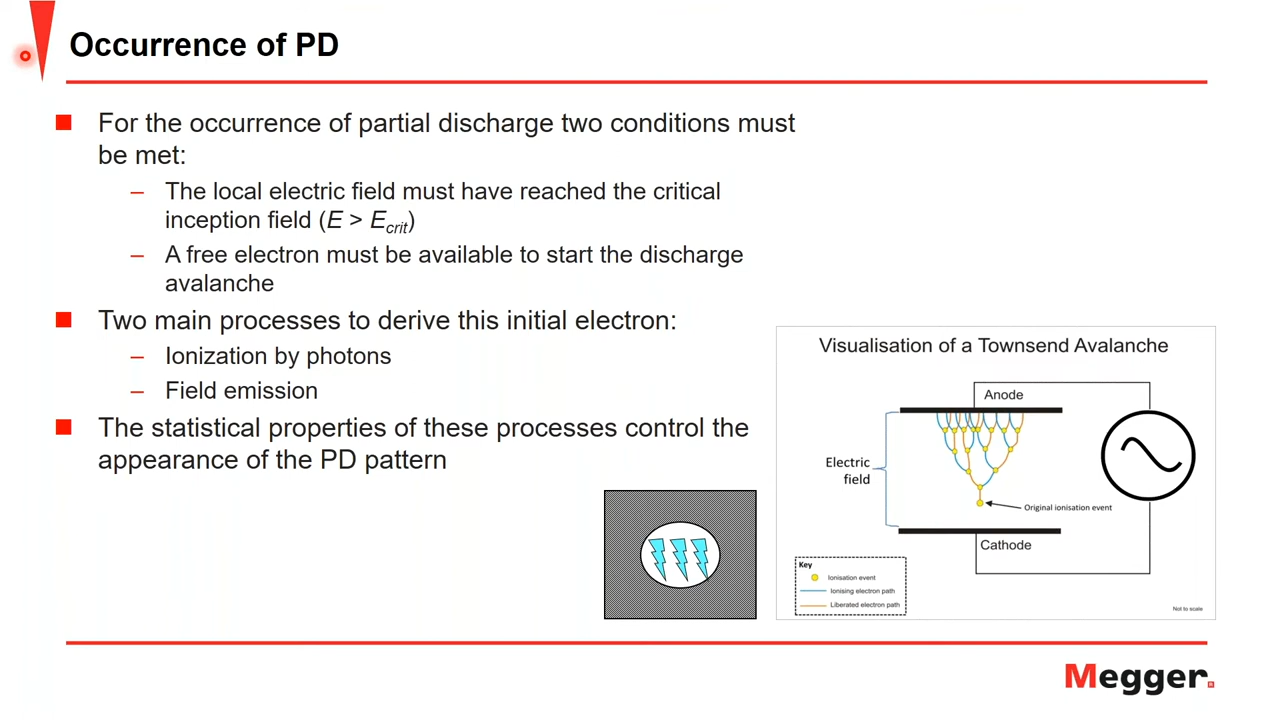 Occurrence of PD
For the occurrence of partial discharge two conditions must
be met:
– The local electric field must have reached the critical
inception field (E > Ecrit)
– A free electron must be available to start the discharge
avalanche
Two main processes to derive this initial electron:
– Ionization by photons
– Field emission
The statistical properties of these processes control the
appearance of the PD pattern
Visualisation of a Townsend Avalanche
Anode
Electric
field
Original ionisation event
Cathode
Key
Ionisation event
Ionising electron path
Liberated electron path
Not to scale
Megger.